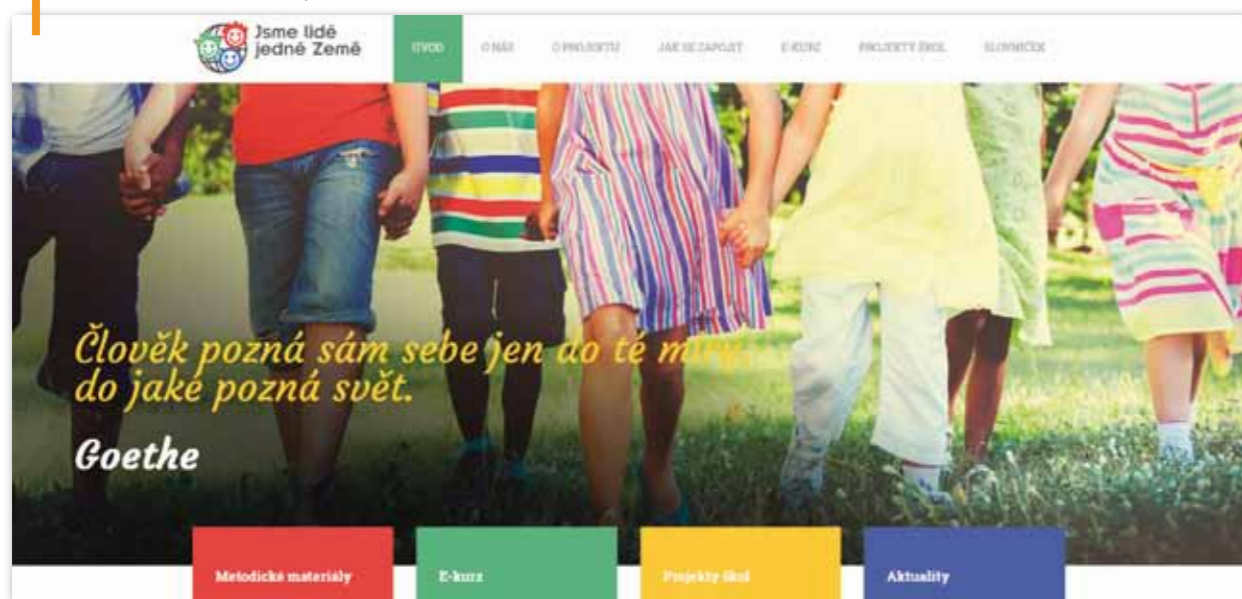 Jsme lidé
jedné Země
ÚVOD O NÁS O PROJEKTU JAK SE ZAPOJIT E-KURZ PROJEKTY ŠKOL SLOVNÍČEK
Člověk pozná sám sebe jen do té míry,
do jaké pozná svět.
Goethe
Metodické materiály E-kurz Projekty škol Aktuality